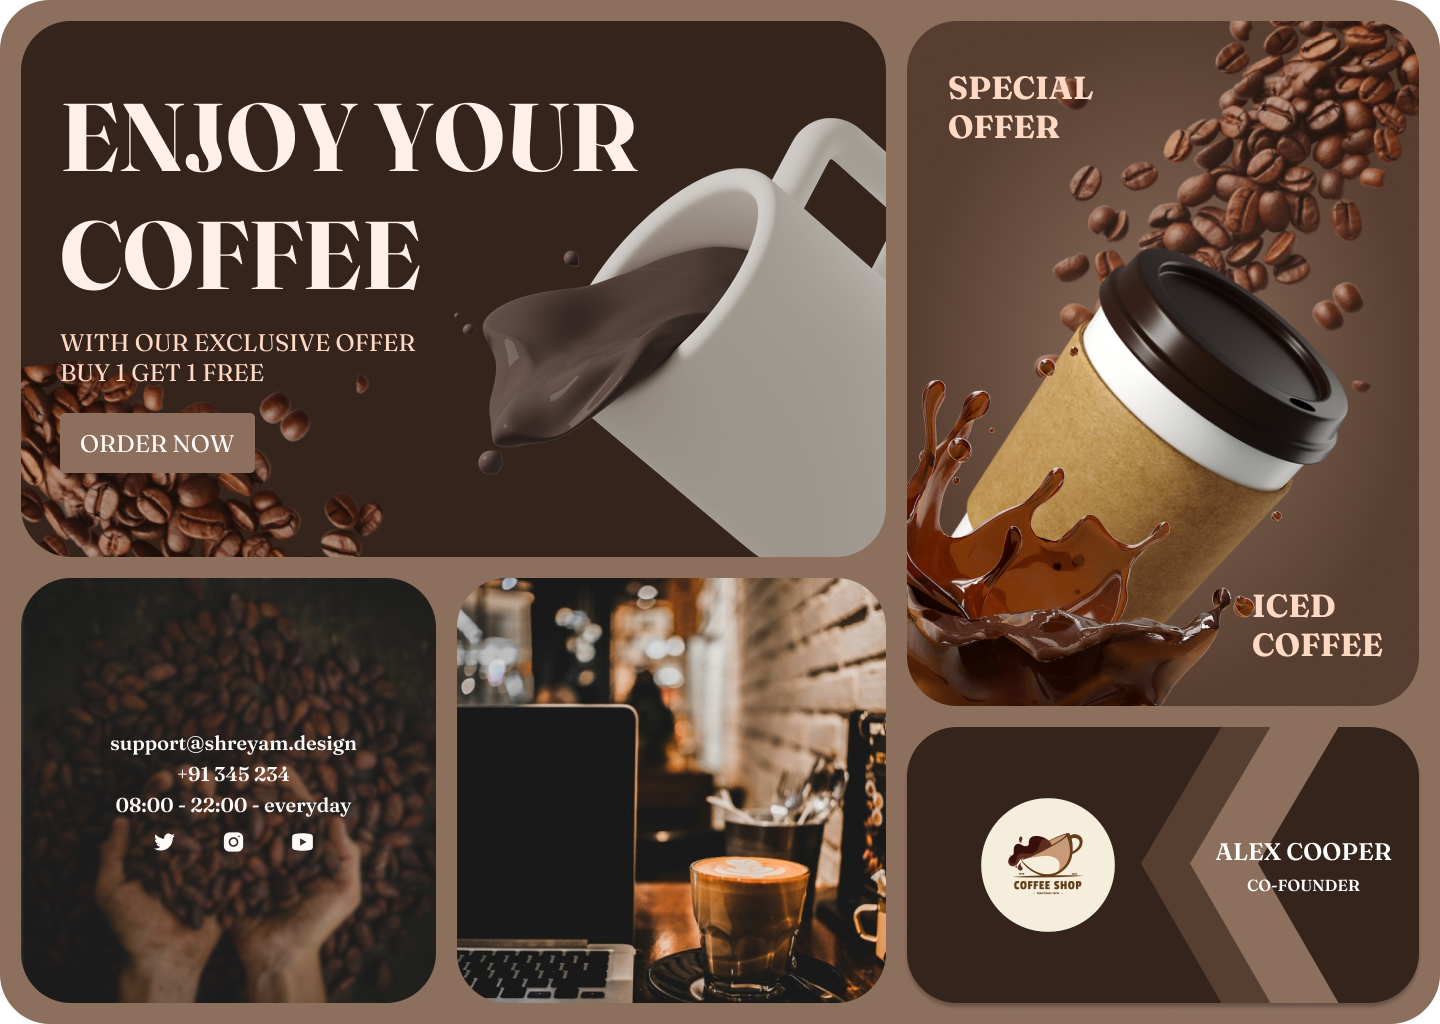 ENJOY YOUR
COFFEE
WITH OUR EXCLUSIVE OFFER
BUY 1 GET 1 FREE
ORDER NOW
SPECIAL
OFFER
ICED
COFFEE
support@shreyam.design
+91 345 234
08:00 - 22:00 - everyday
COFFEE SHOP
ALEX COOPER
CO-FOUNDER